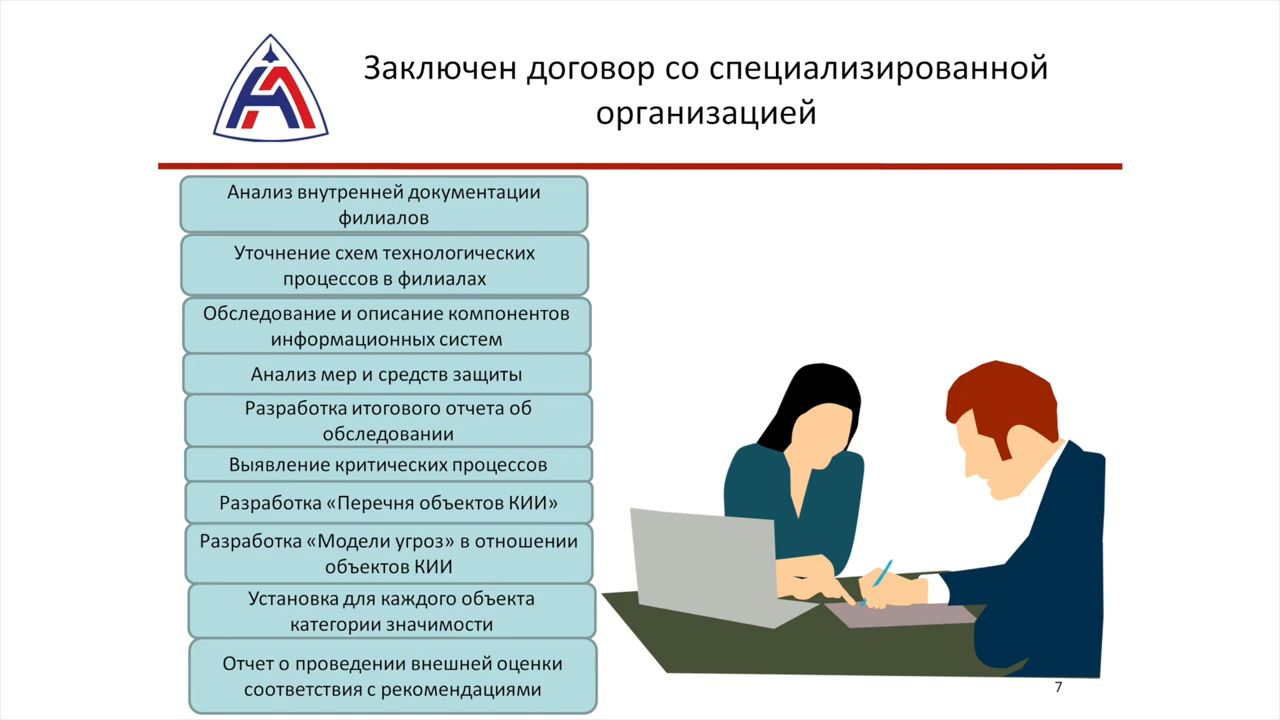 Заключен договор со специализированной
организацией
Анализ внутренней документации
филиалов
Уточнение схем технологических
процессов в филиалах
Обследование и описание компонентов
информационных систем
Анализ мер и средств защиты
Разработка итогового отчета об
обследовании
Выявление критических процессов
Разработка «Перечня объектов КИИ»
Разработка «Модели угроз» в отношении
объектов КИИ
Установка для каждого объекта
категории значимости
Отчет о проведении внешней оценки
соответствия с рекомендациями
7